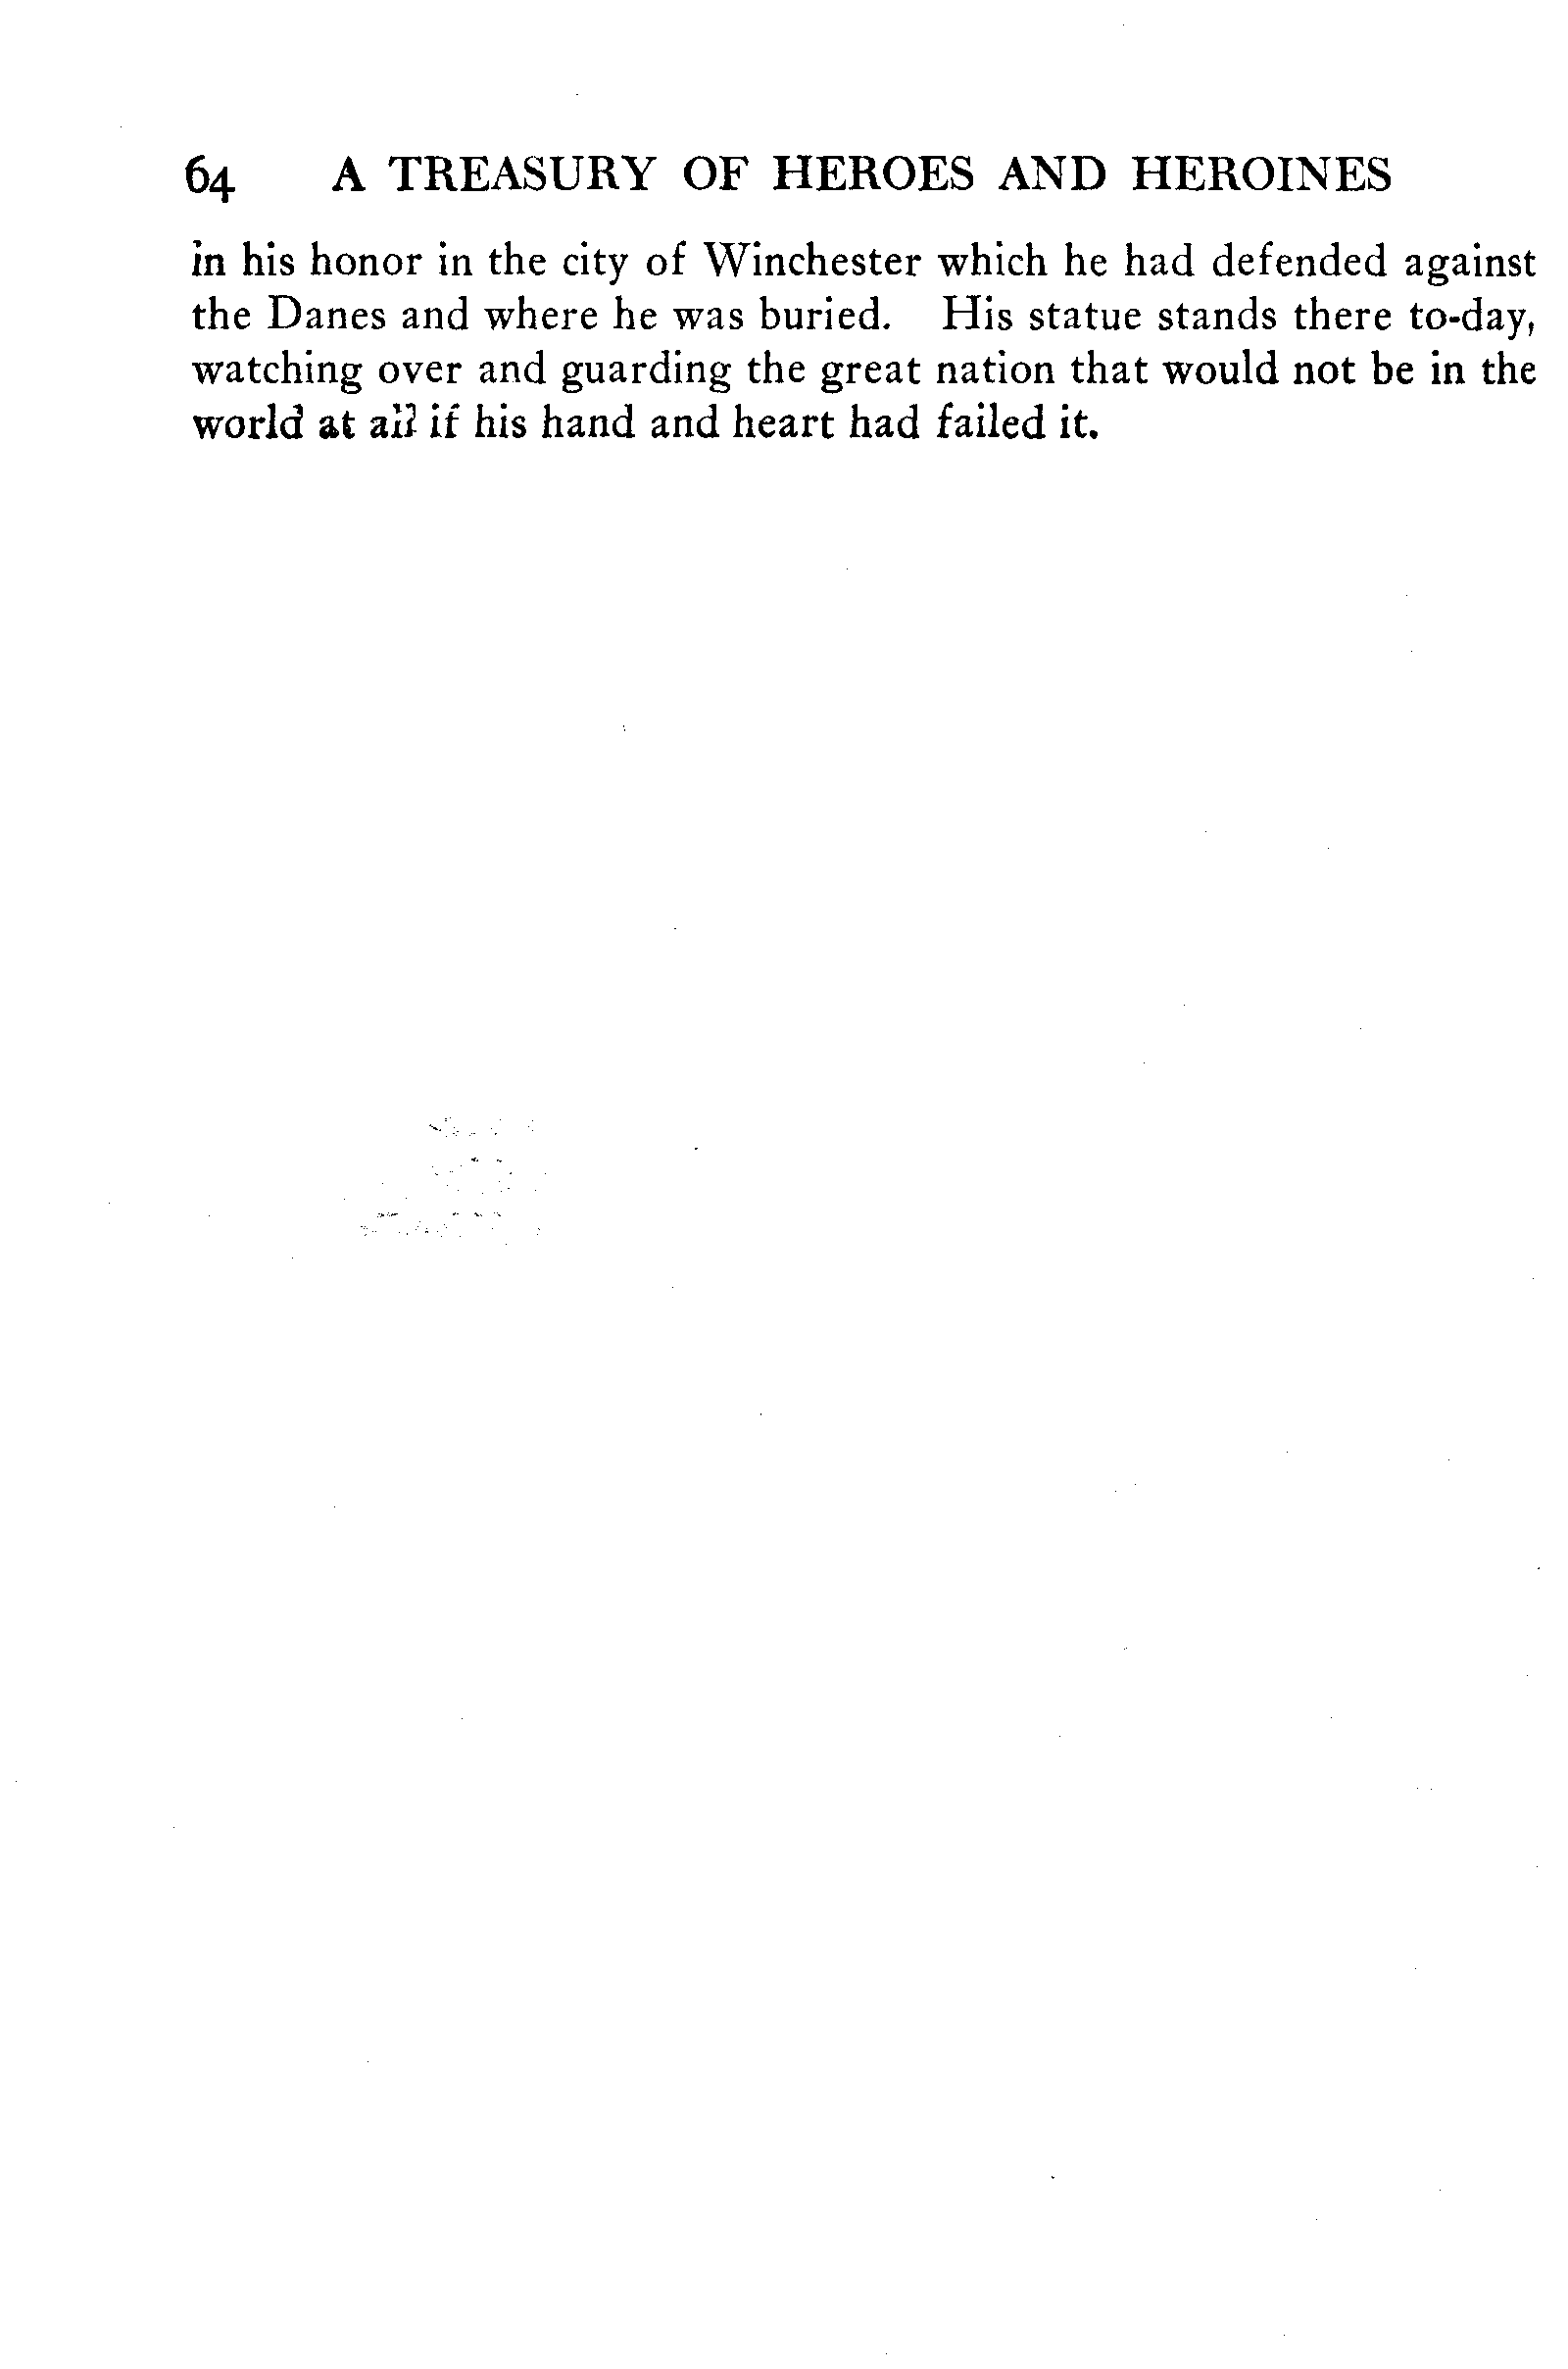 64 A TREASURY OF HEROES AND HEROINES
in his honor in the city of Winchester which he had defended against
the Danes and where he was buried. His statue stands there to-day,
watching over and guarding the great nation that would not be in the
world at all if his hand and heart had failed it.